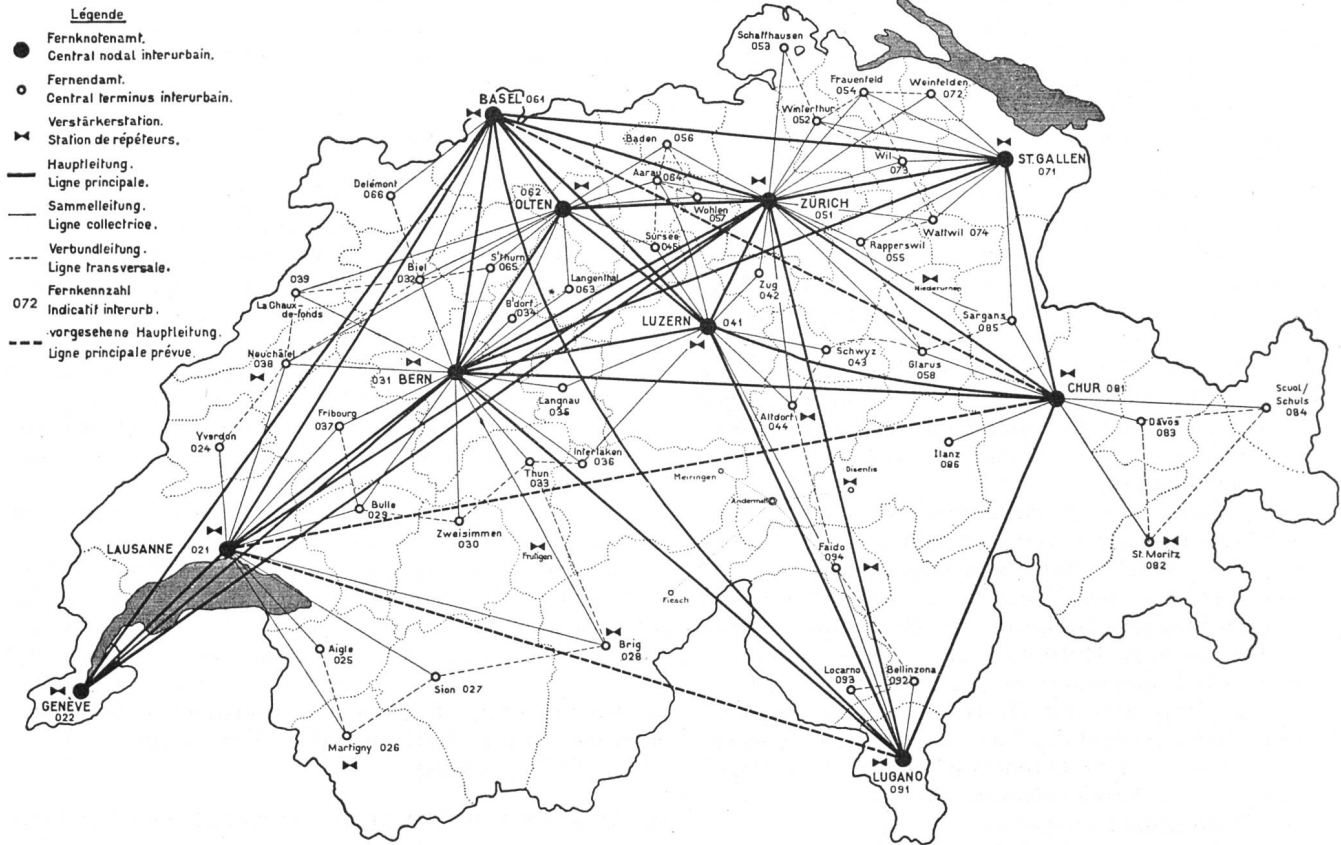 Légende
Fernknotenamt.
Central nodal interurbain.
Fernendamt.
Central terminus interurbain.
Verstärkerstation.
Station de répéteurs.
Hauptleitung.
Ligne principale.
Sammelleitung.
Ligne collectrice.
Verbundleitung.
Ligne transversale.
072
Fernkennzahl
Indicatif interurb.
vorgesehene Hauptleitung.
Ligne principale prévue.
Schaffhausen
053
Frauenfeld
054
Weinfelden
072
BASEL 061
Winterthur
052
Baden
056
Wil
073
ST.GALLEN
071
Aarau
064
Delémont
066
062
OLTEN
Wohlen
057
ZÜRICH
051
Wattwil 074
Sursee
045
Rapperswil
055
S'thurn
065
Biel
032
039
La Chaux-
de-fonds
Langenthal
063
Zug
042
Niederurnen
B'dorf
034
LUZERN
041
Sargans
085
Neuchâtel
038
Schwyz
043
Glarus
058
031 BERN
Langnau
035
CHUR 081
Scuol/
Schuls
084
Fribourg
037
Altdorf
044
Davos
083
Yverdon
024
Interlaken
036
Ilanz
086
Thun
033
Meiringen
Disentis
Andermatt
Bulle
029
Zweisimmen
030
LAUSANNE
021
Frutigen
Faido
094
St.Moritz
082
Fiesch
Aigle
025
Brig
028
Locarno
093
Bellinzona
092
Sion 027
GENÈVE
022
Martigny 026
LUGANO
091